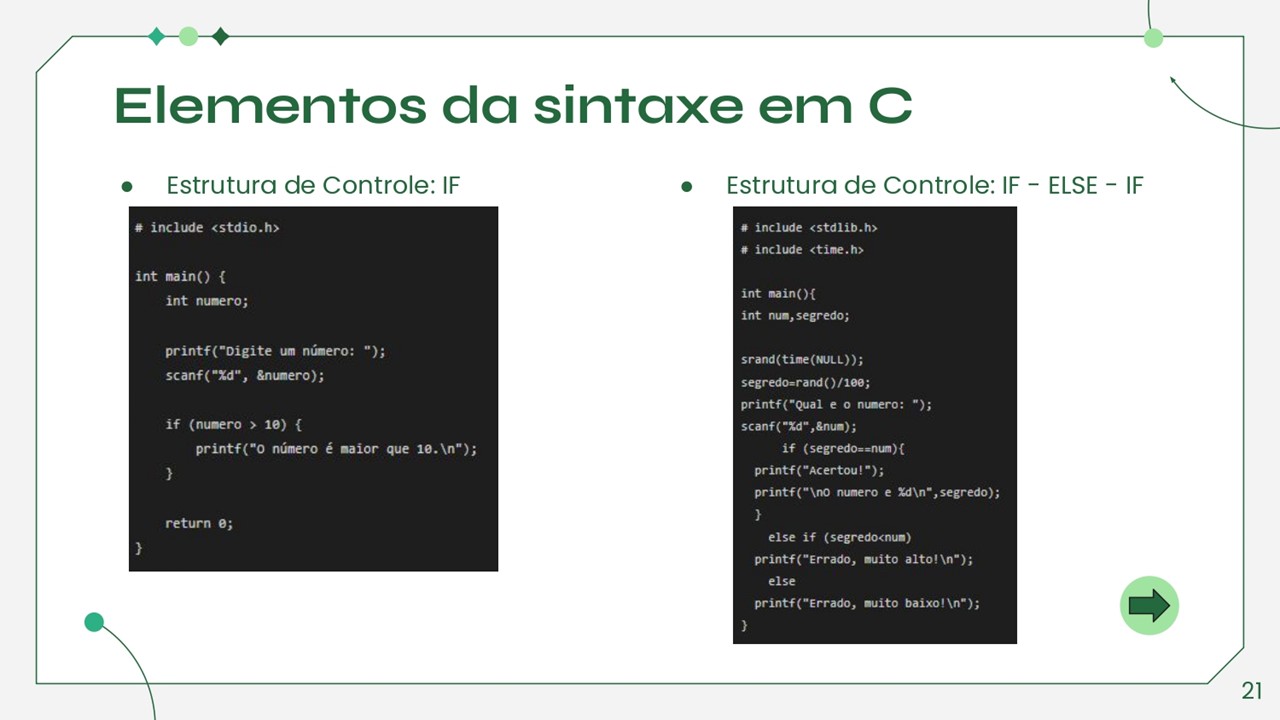 Elementos da sintaxe em C
● Estrutura de Controle: IF
# include <stdio.h>
int main() {
    int numero;
    printf("Digite um número: ");
    scanf("%d", &numero);
    if (numero > 10) {
        printf("O número é maior que 10.\n");
    }
    return 0;
}
● Estrutura de Controle: IF - ELSE - IF
# include <stdlib.h>
# include <time.h>
int main(){
int num,segredo;
srand(time(NULL));
segredo=rand()/100;
printf("Qual e o numero: ");
scanf("%d",&num);
      if (segredo==num){
  printf("Acertou!");
  printf("\nO numero e %d\n",segredo);
  }
    else if (segredo<num)
  printf("Errado, muito alto!\n");
    else
  printf("Errado, muito baixo!\n");
}
21